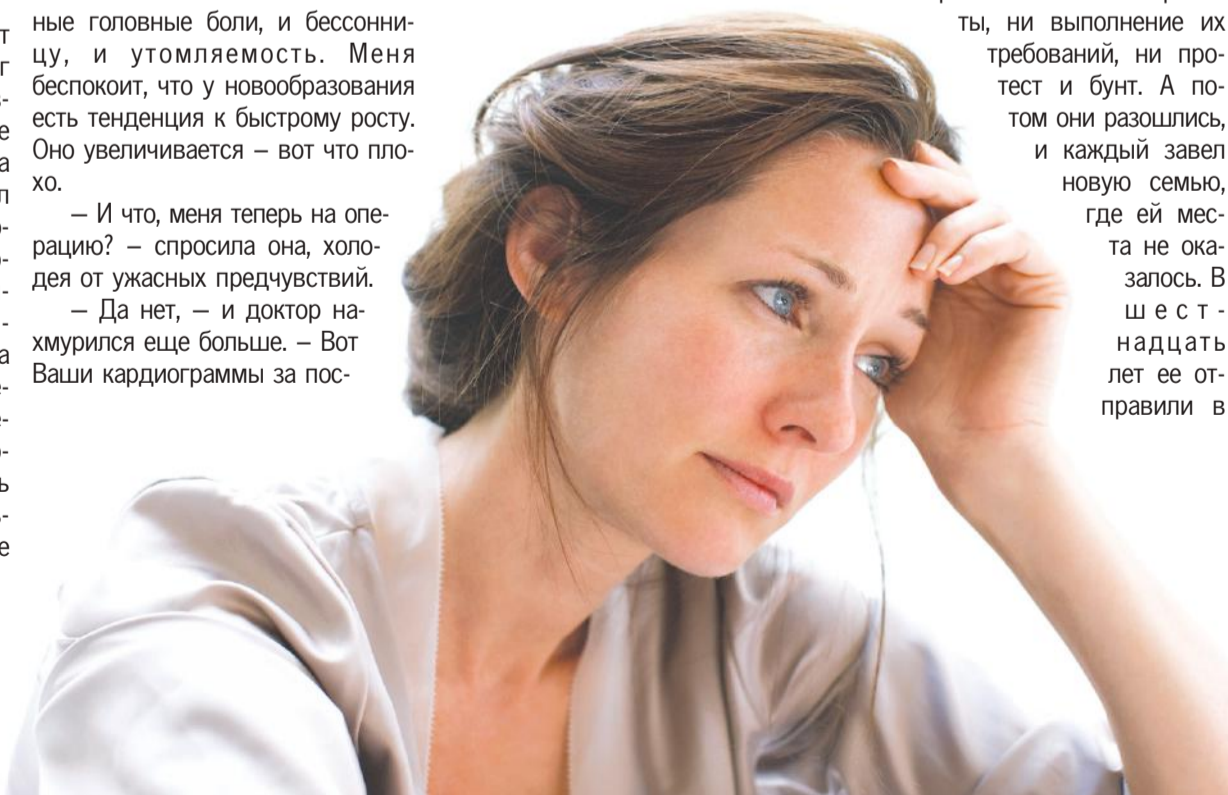 ные головные боли, и бессонни-
цу, и утомляемость. Меня
беспокоит, что у новообразования
есть тенденция к быстрому росту.
Оно увеличивается – вот что пло-
хо.
– И что, меня теперь на опе-
рацию? – спросила она, холо-
дея от ужасных предчувствий.
– Да нет, – и доктор на-
хмурился еще больше. – Вот
Ваши кардиограммы за пос-
ты, ни выполнение их
требований, ни про-
тест и бунт. А по-
том они разошлись,
и каждый завел
новую семью,
где ей мес-
та не ока-
залось. В
шест-
надцать
лет ее от-
правили в